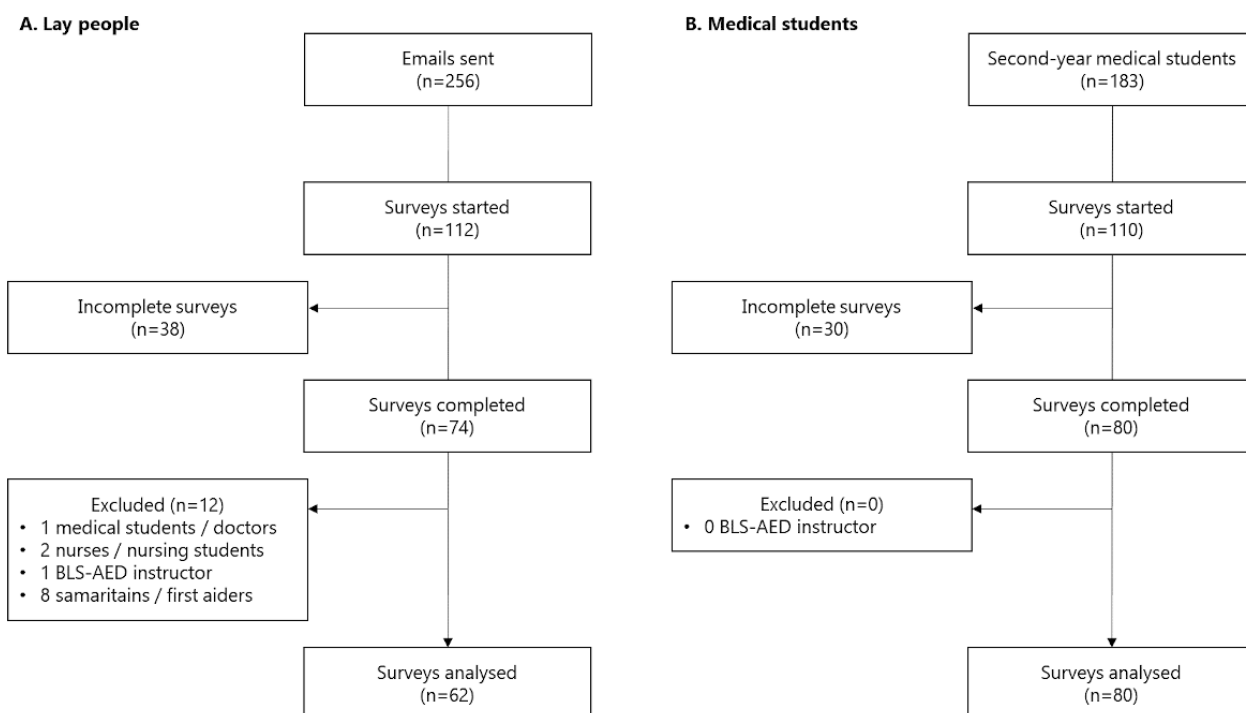 A. Lay people
Emails sent
(n=256)
Surveys started
(n=112)
Incomplete surveys
(n=38)
Surveys completed
(n=74)
Excluded (n=12)
• 1 medical students / doctors
• 2 nurses / nursing students
• 1 BLS-AED instructor
• 8 samaritains / first aiders
Surveys analysed
(n=62)
B. Medical students
Second-year medical students
(n=183)
Surveys started
(n=110)
Incomplete surveys
(n=30)
Surveys completed
(n=80)
Excluded (n=0)
• 0 BLS-AED instructor
Surveys analysed
(n=80)